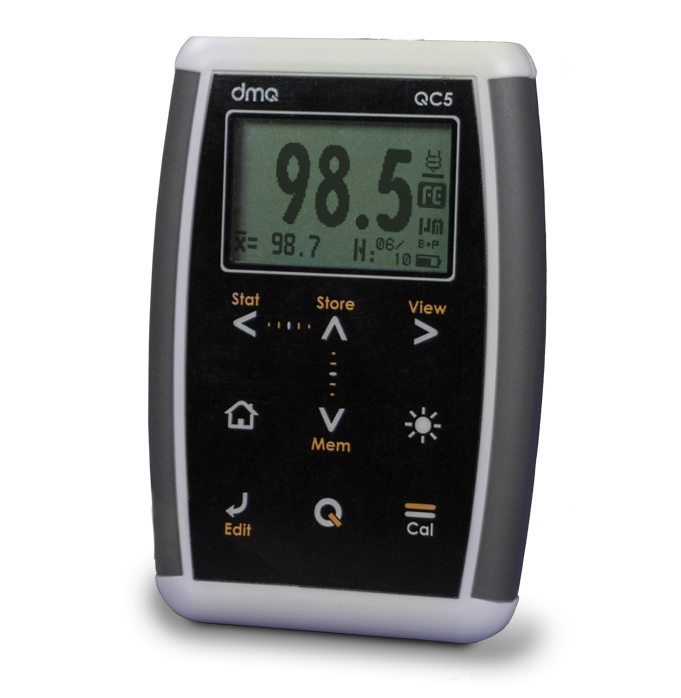 dmq QC5
98.5
FE
µm
x̄= 98.7 N: 06/10 B+P
Stat Store View
Mem
Edit Q Cal